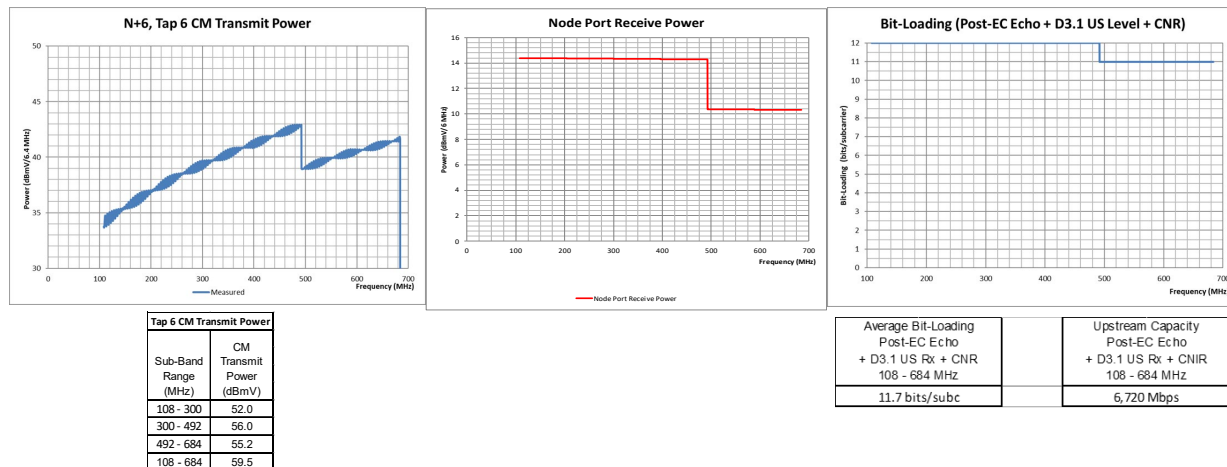 N+6, Tap 6 CM Transmit Power
50
45
40
35
30
Power (dBmV/6.4 MHz)
0
100
200
300
400
500
600
700
Frequency (MHz)
Measured
Node Port Receive Power
16
14
12
10
8
6
4
2
0
Power (dBmV/6 MHz)
0
100
200
300
400
500
600
700
Frequency (MHz)
Node Port Receive Power
Bit-Loading (Post-EC Echo + D3.1 US Level + CNR)
12
11
10
9
8
7
6
5
4
3
2
1
0
Bit-Loading (bits/subcarrier)
100
200
300
400
500
600
700
Frequency (MHz)
Tap 6 CM Transmit Power
Sub-Band
Range
(MHz)
CM
Transmit
Power
(dBmV)
108 - 300 52.0
300 - 492 56.0
492 - 684 55.2
108 - 684 59.5
Average Bit-Loading
Post-EC Echo
+ D3.1 US Rx + CNR
108 - 684 MHz
11.7 bits/subc
Upstream Capacity
Post-EC Echo
+ D3.1 US Rx + CNIR
108 - 684 MHz
6,720 Mbps